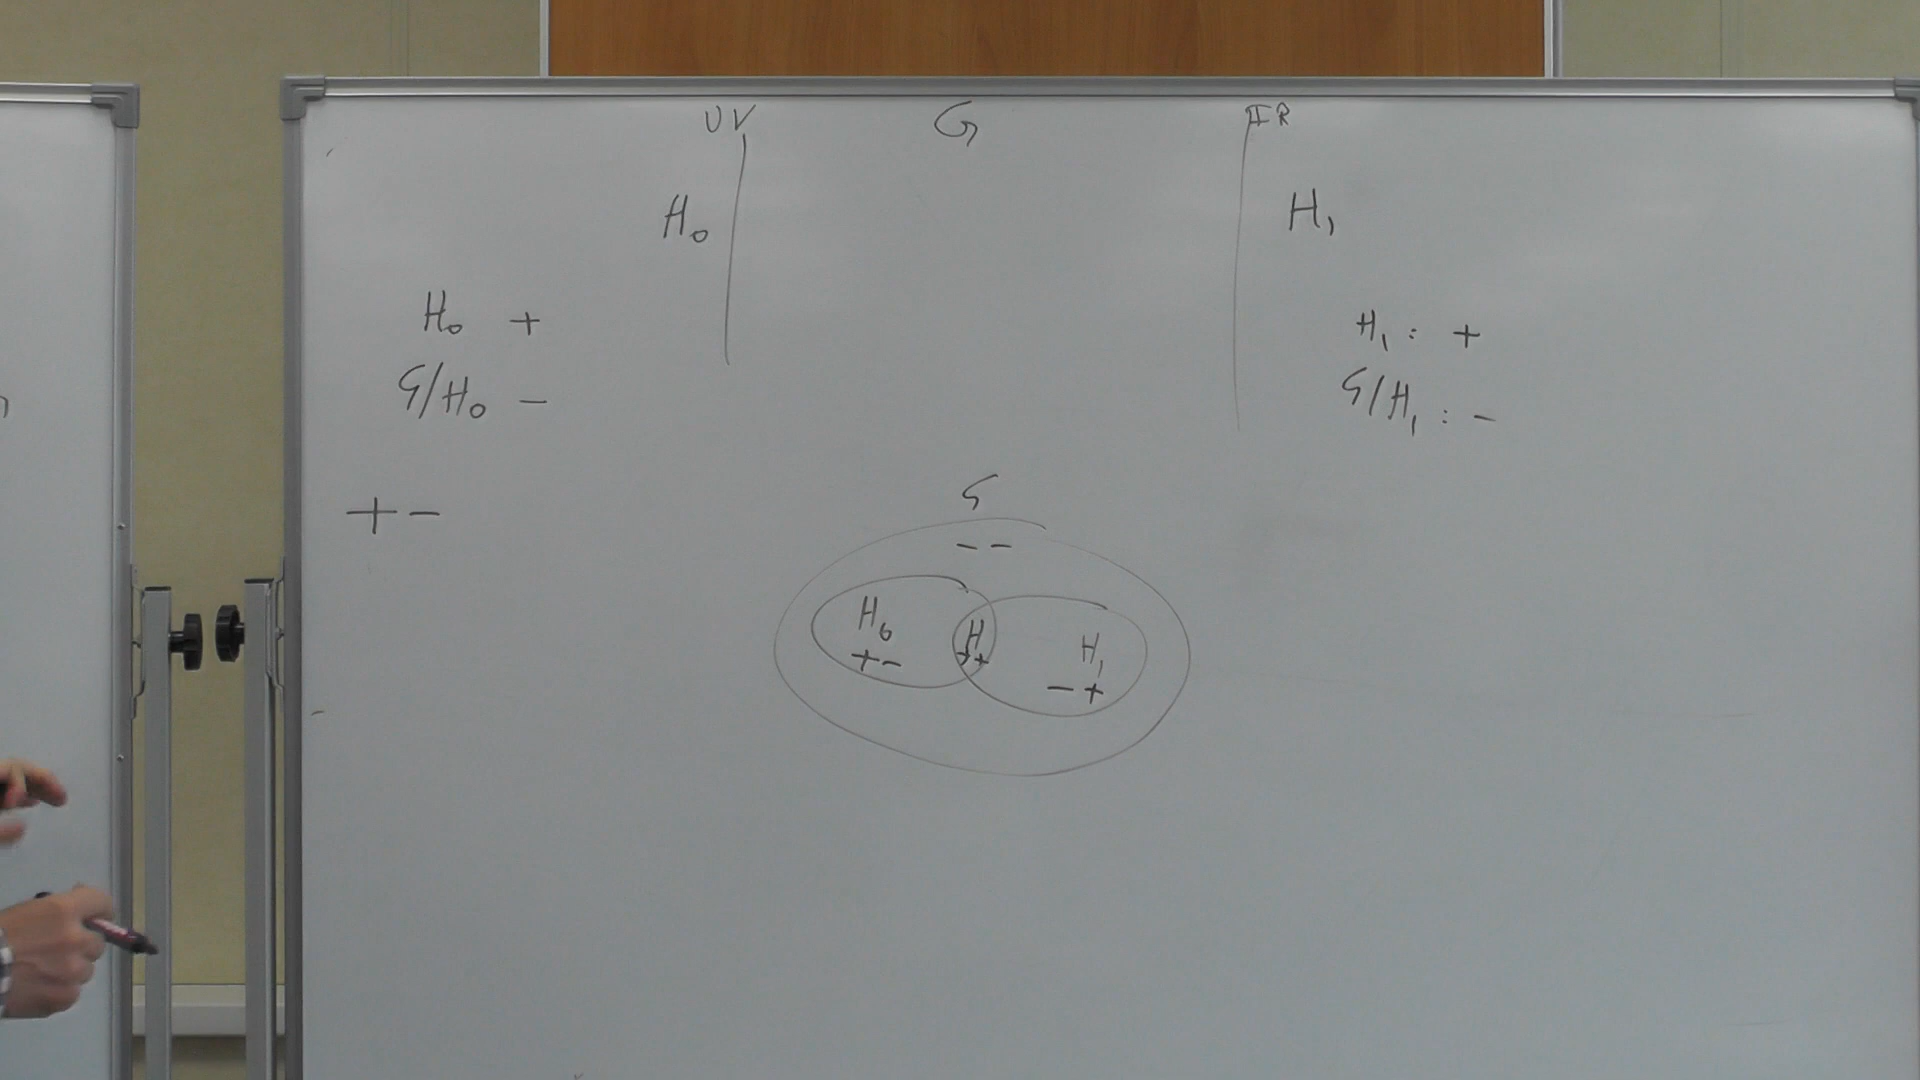 UV G IR
H₀ H₁
H₀ + H₁ : +
G/H₀ - G/H₁ : -
+ -
G
- -
H₀ H H₁
+ - + + - +